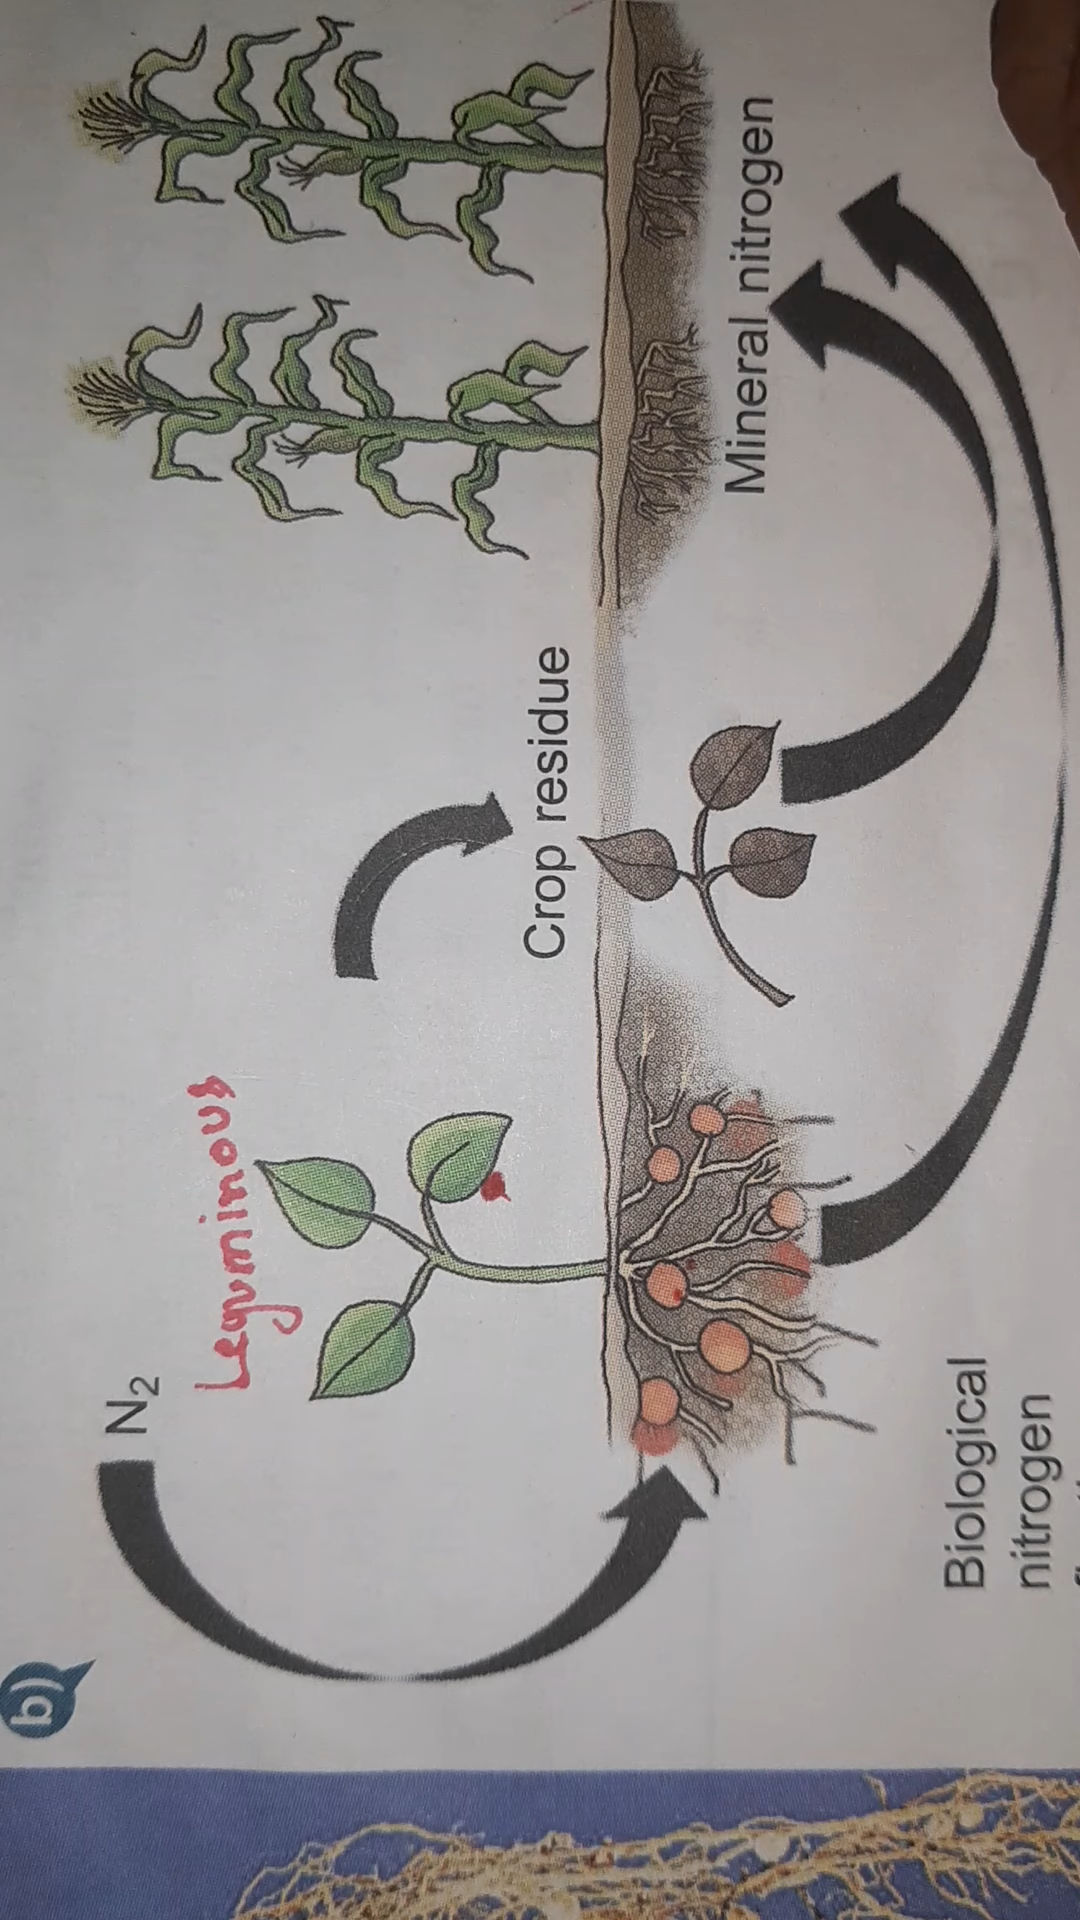 b)
N₂
Leguminous
Crop residue
Mineral nitrogen
Biological
nitrogen